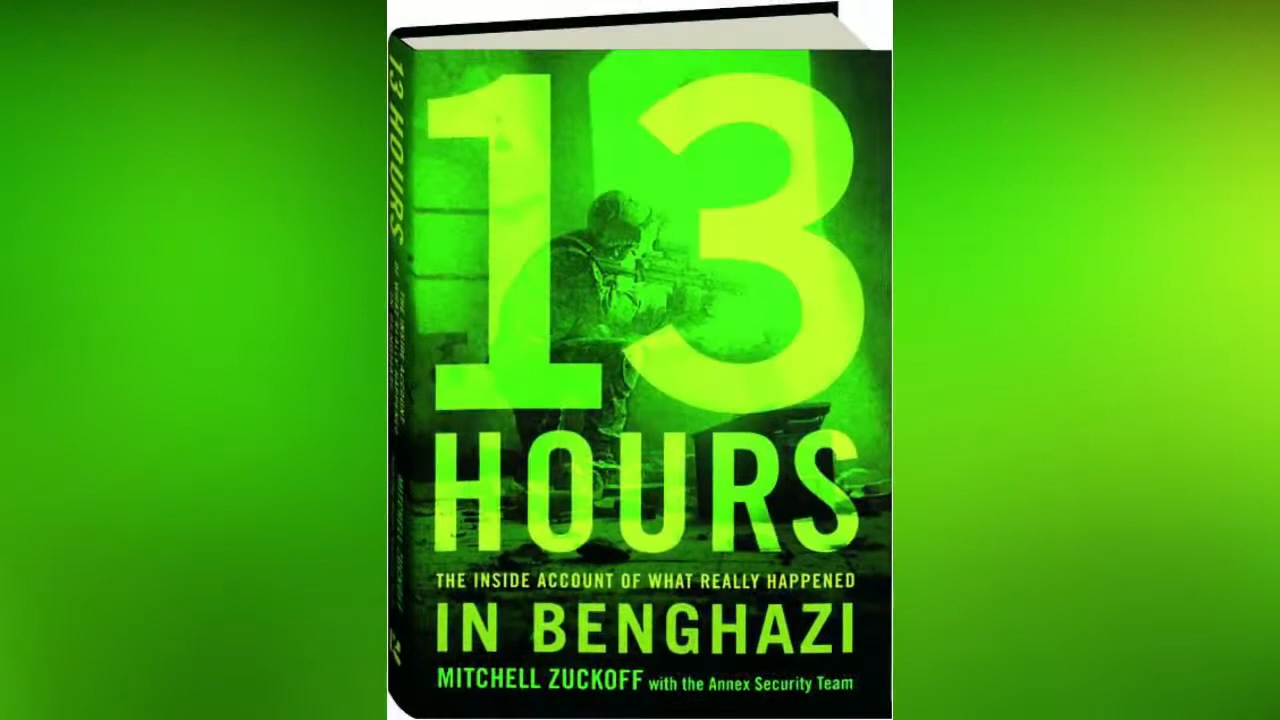 13
HOURS
THE INSIDE ACCOUNT OF WHAT REALLY HAPPENED
IN BENGHAZI
MITCHELL ZUCKOFF with the Annex Security Team
13 HOURS